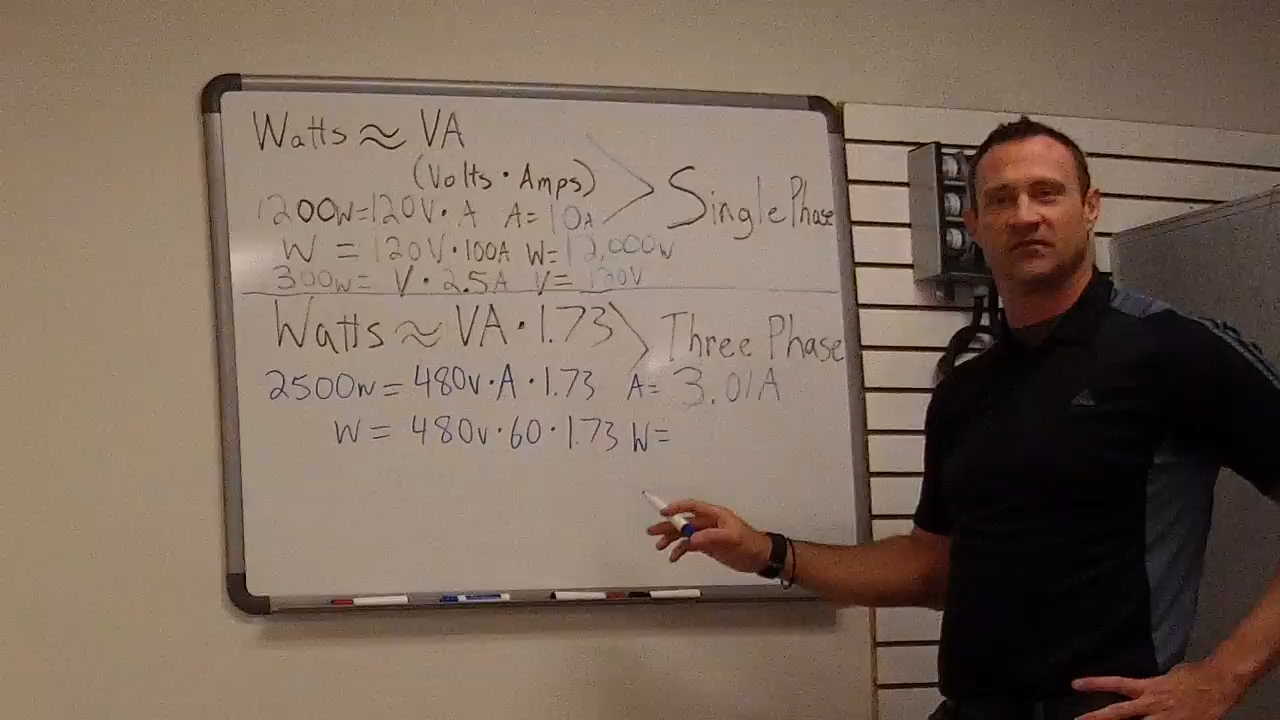 Watts ≈ VA
(Volts · Amps)
Single Phase
1200w=120V· A A= 10A
W = 120V·100A W=12,000w
300w= V · 2.5A V= 120V
Watts ≈ VA·1.73
Three Phase
2500w=480v·A·1.73 A= 3.01A
W = 480v·60·1.73 W=